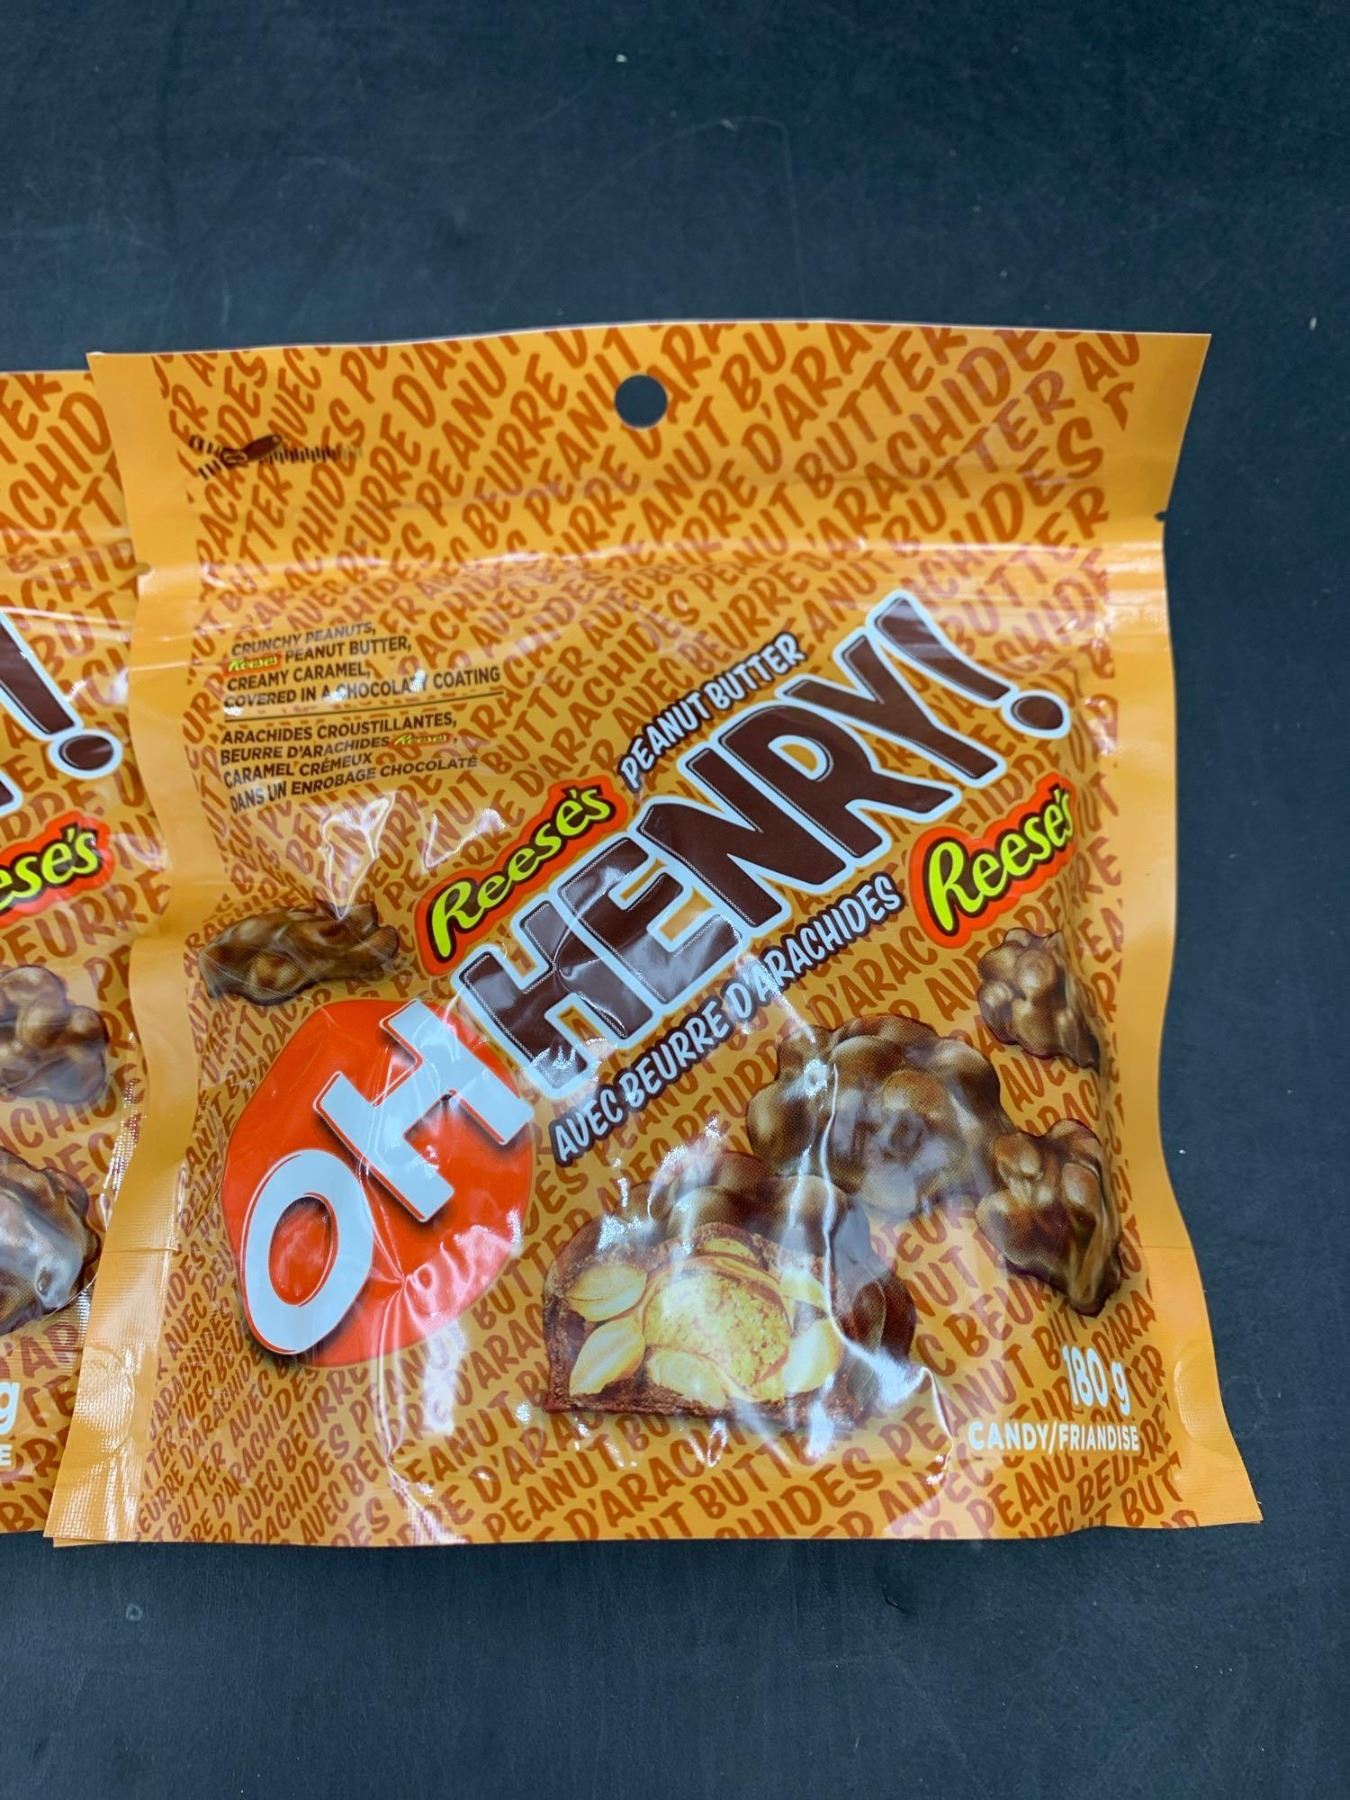 CRUNCHY PEANUTS,
Reese's PEANUT BUTTER,
CREAMY CARAMEL,
COVERED IN A CHOCOLATY COATING
ARACHIDES CROUSTILLANTES,
BEURRE D'ARACHIDES Reese's,
CARAMEL CRÉMEUX
DANS UN ENROBAGE CHOCOLATÉ
Reese's PEANUT BUTTER
OH HENRY!
AVEC BEURRE D'ARACHIDES Reese's
180 g
CANDY/FRIANDISE